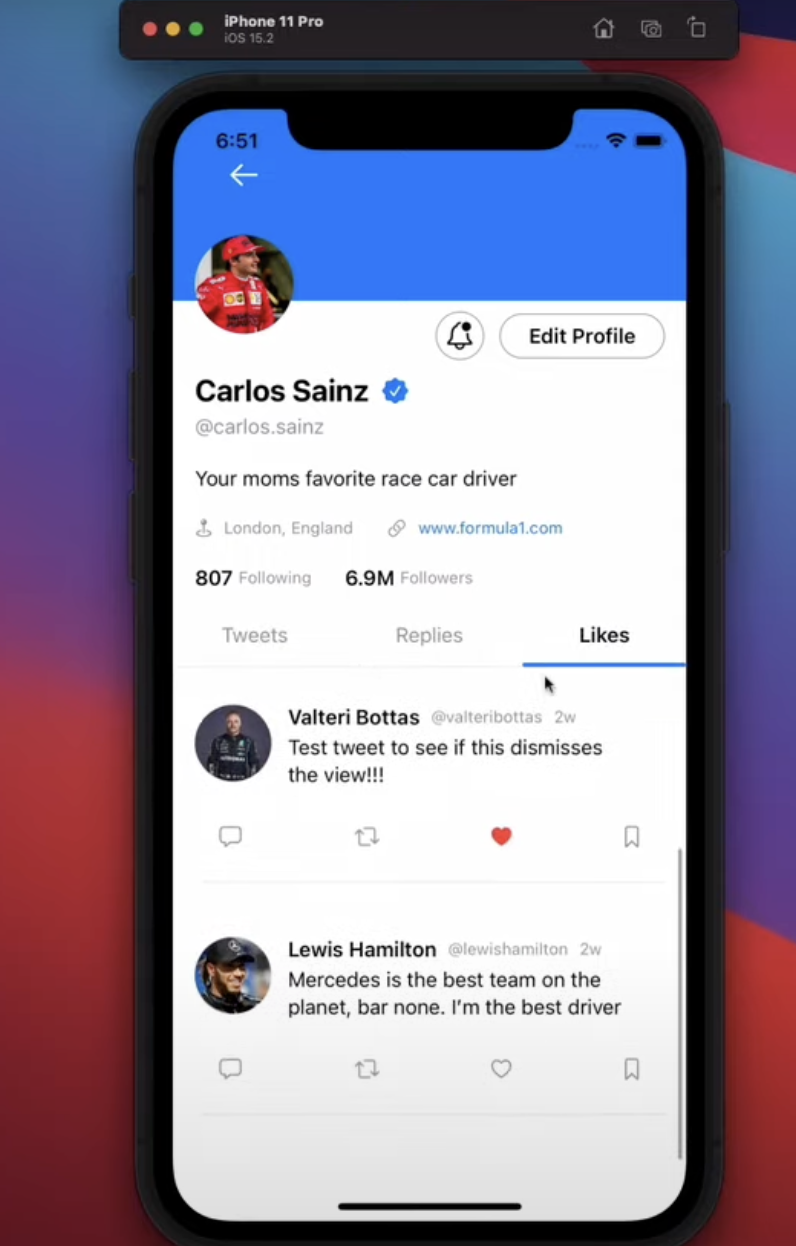 iPhone 11 Pro
iOS 15.2
6:51
Edit Profile
Carlos Sainz
@carlos.sainz
Your moms favorite race car driver
London, England www.formula1.com
807 Following 6.9M Followers
Tweets Replies Likes
Valteri Bottas @valteribottas 2w
Test tweet to see if this dismisses
the view!!!
Lewis Hamilton @lewishamilton 2w
Mercedes is the best team on the
planet, bar none. I'm the best driver